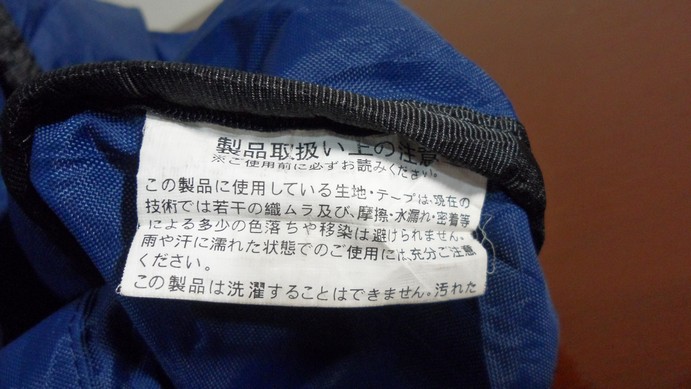 製品取扱い上の注意
※ご使用前に必ずお読みください。
この製品に使用している生地・テープは、現在の
技術では若干の織ムラ及び、摩擦・水漏れ・密着等
による多少の色落ちや移染は避けられません。
雨や汗に濡れた状態でのご使用には、充分ご注意
ください。
この製品は洗濯することはできません。汚れた